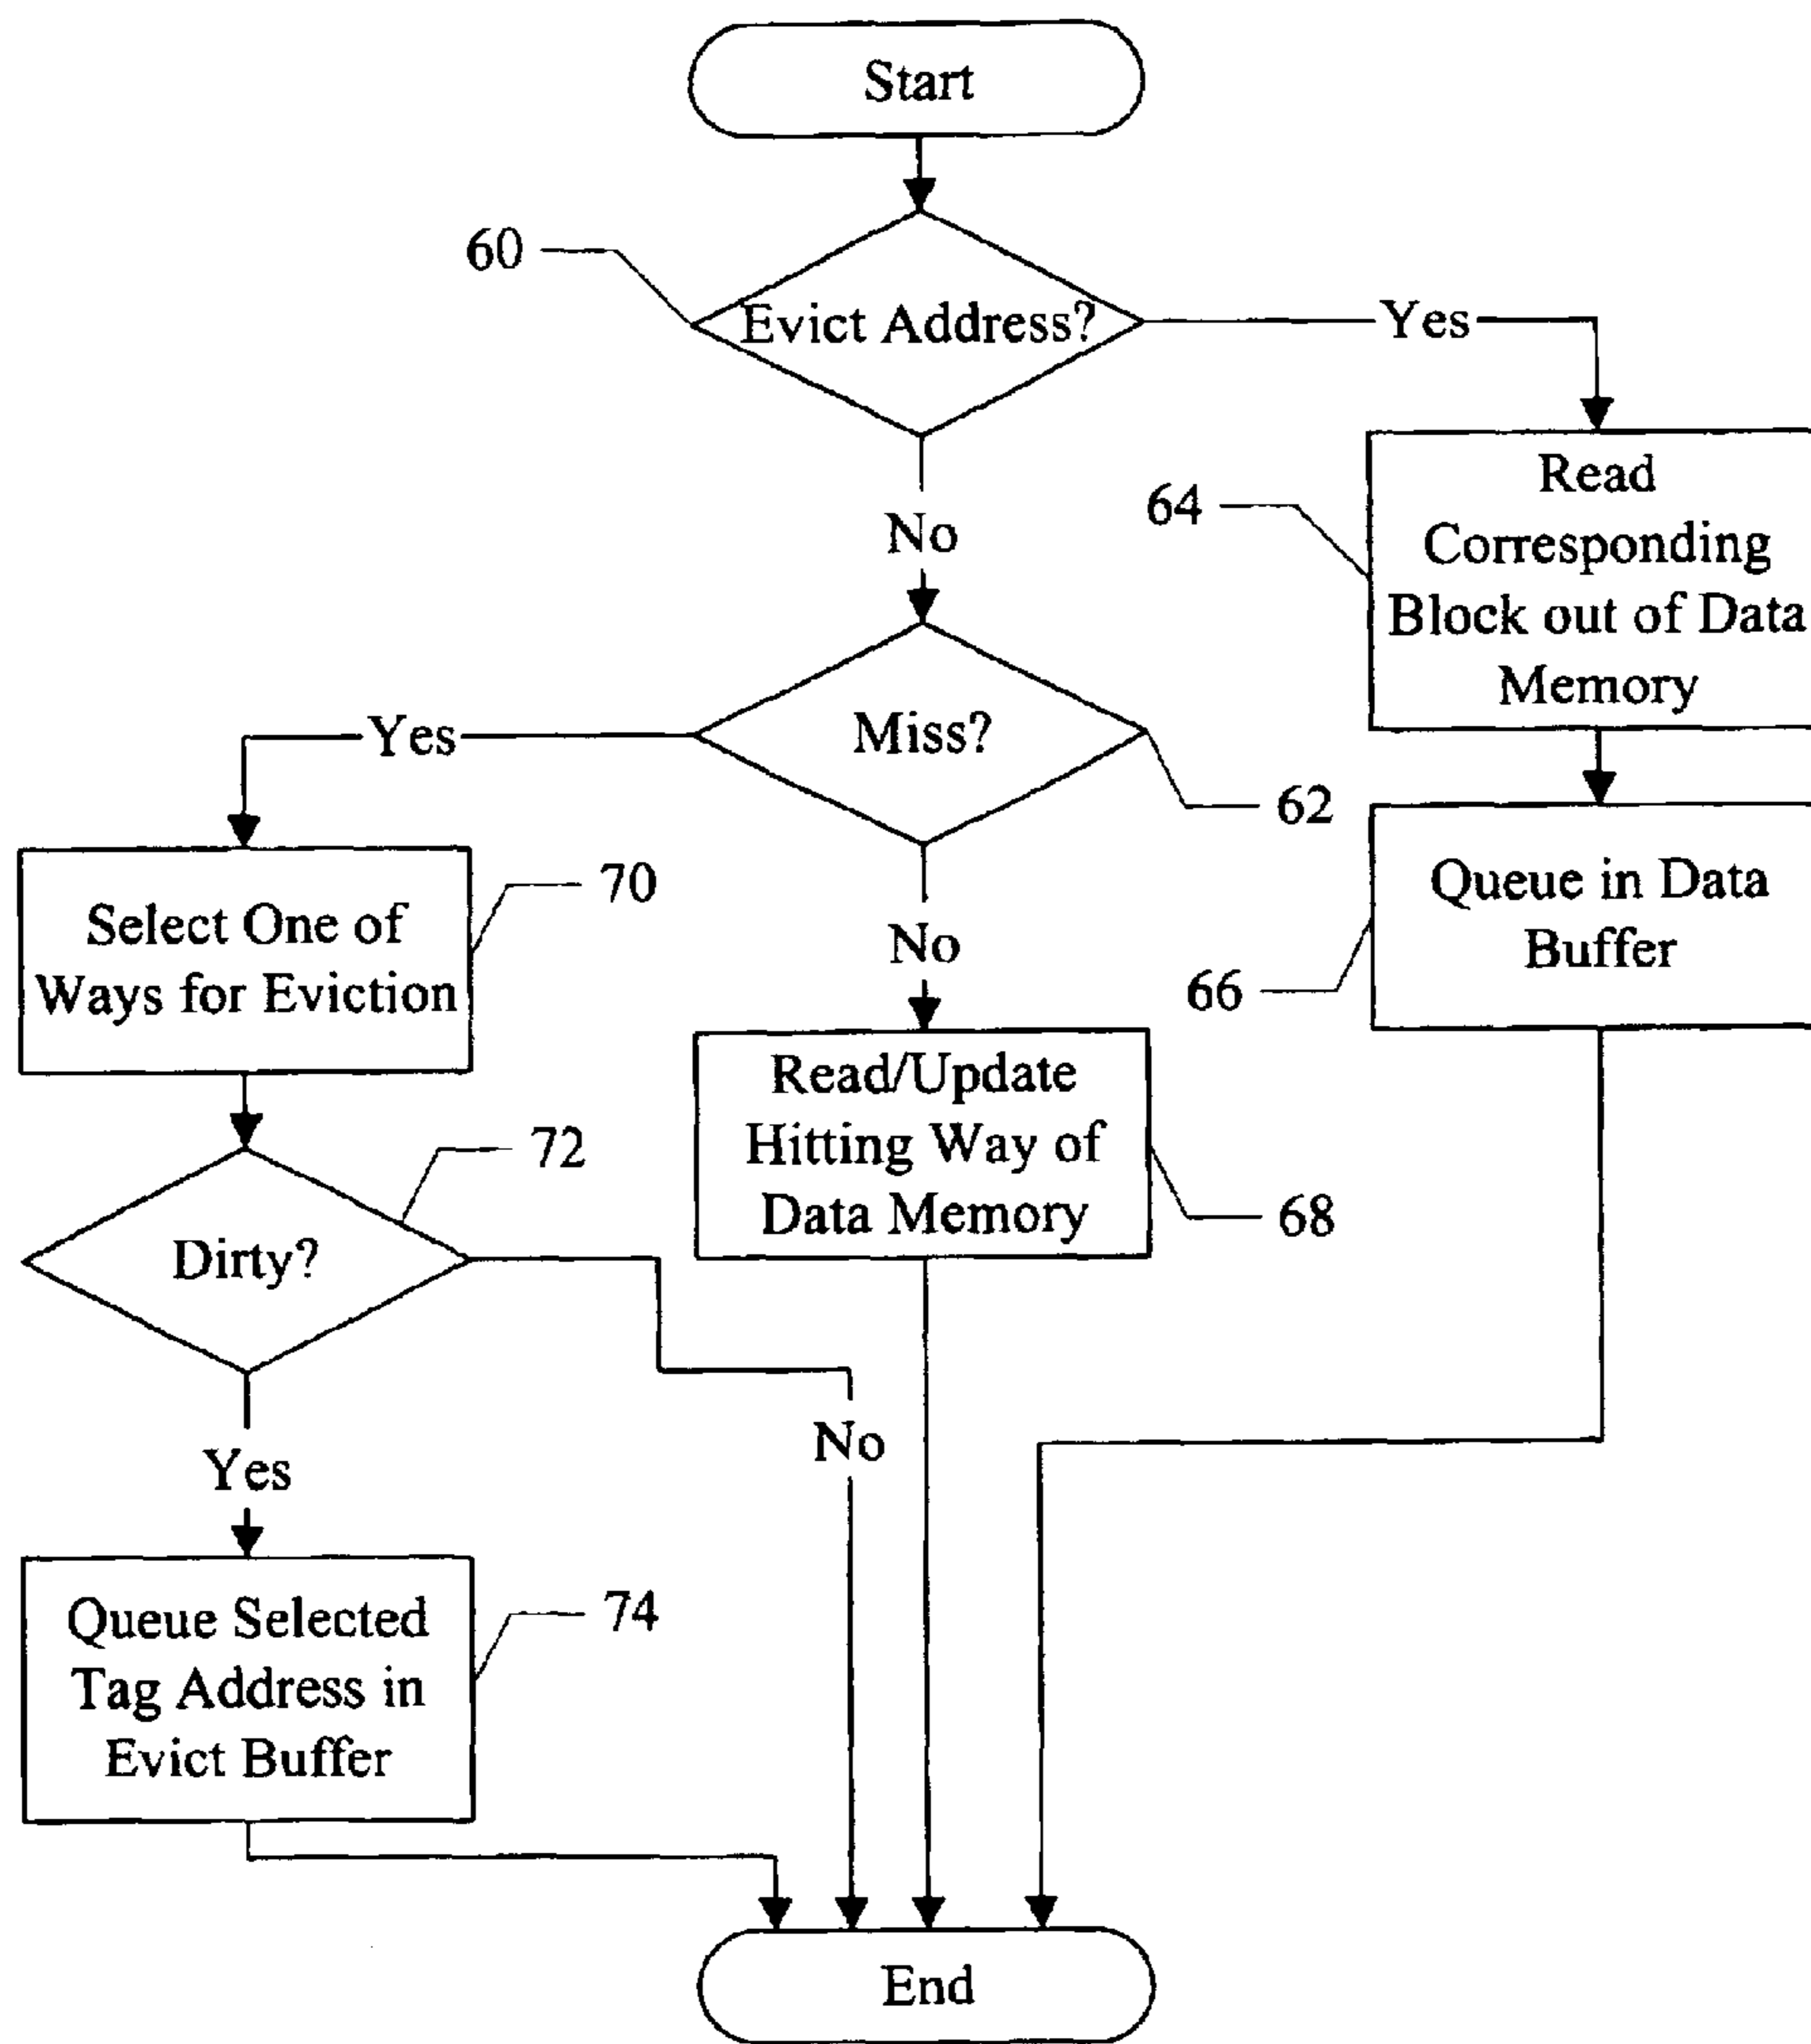 Start
60
Evict Address?
Yes
Read
Corresponding
Block out of Data
Memory
64
No
Miss?
Yes
62
Queue in Data
Buffer
66
70
Select One of
Ways for Eviction
No
Read/Update
Hitting Way of
Data Memory
68
72
Dirty?
No
Yes
Queue Selected
Tag Address in
Evict Buffer
74
End